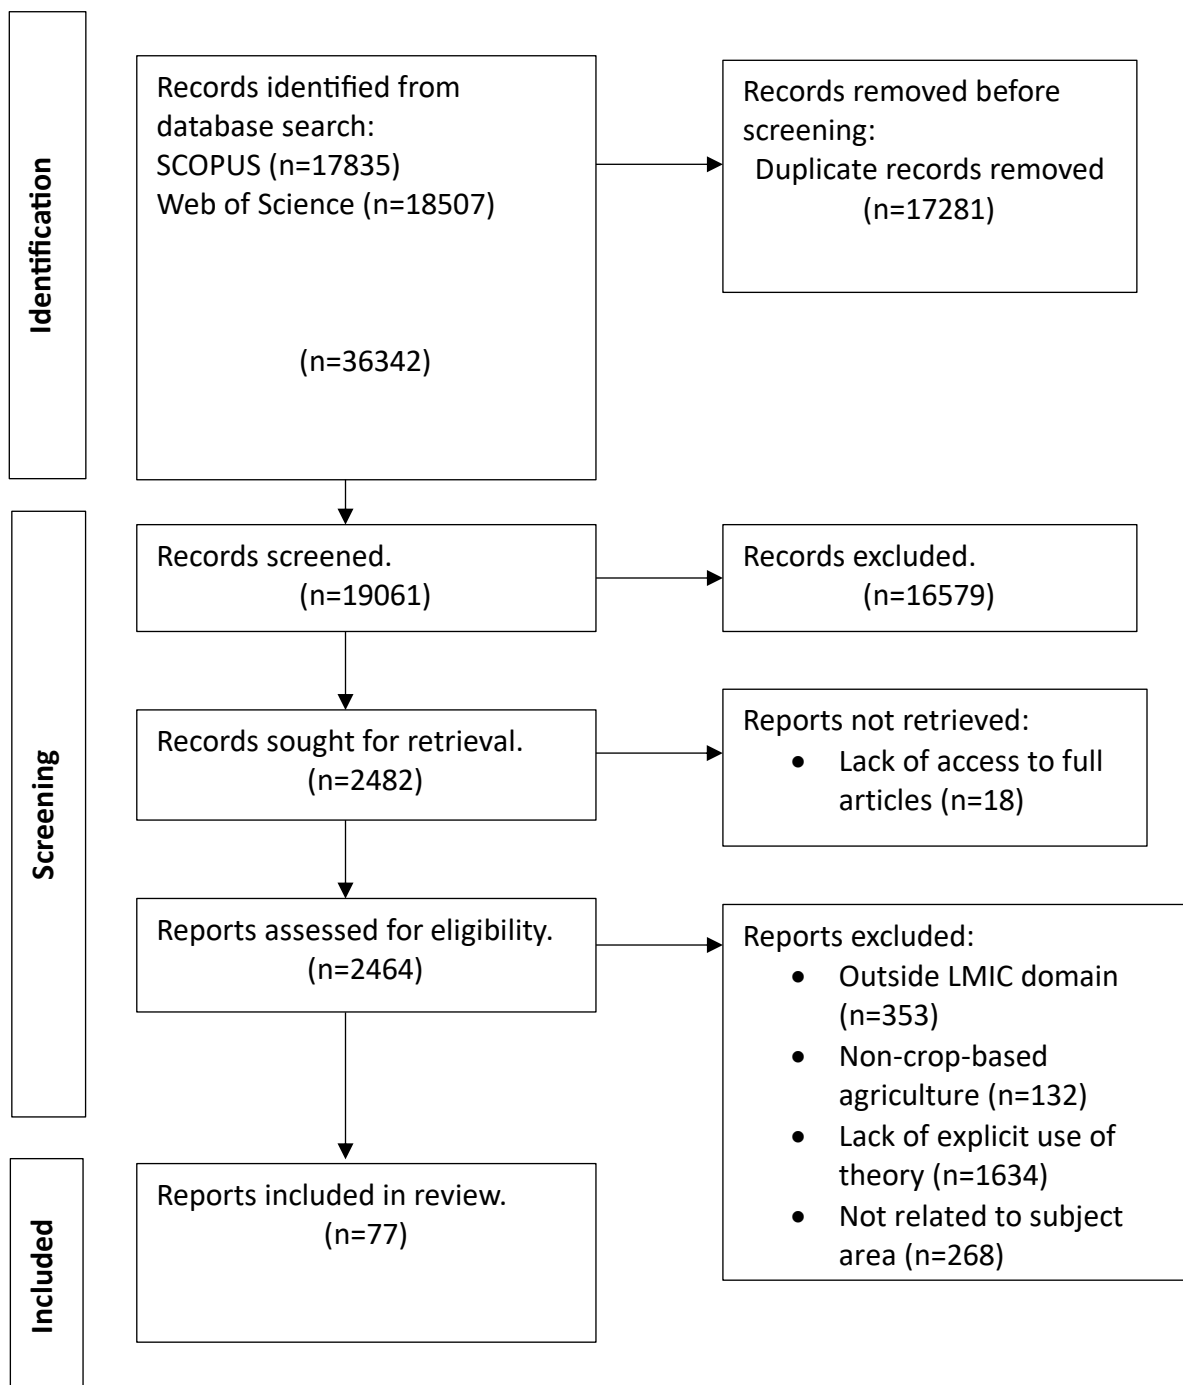 Identification
Records identified from
database search:
SCOPUS (n=17835)
Web of Science (n=18507)
(n=36342)
Records removed before
screening:
Duplicate records removed
(n=17281)
Screening
Records screened.
(n=19061)
Records excluded.
(n=16579)
Records sought for retrieval.
(n=2482)
Reports not retrieved:
• Lack of access to full
articles (n=18)
Reports assessed for eligibility.
(n=2464)
Reports excluded:
• Outside LMIC domain
(n=353)
• Non-crop-based
agriculture (n=132)
• Lack of explicit use of
theory (n=1634)
• Not related to subject
area (n=268)
Included
Reports included in review.
(n=77)